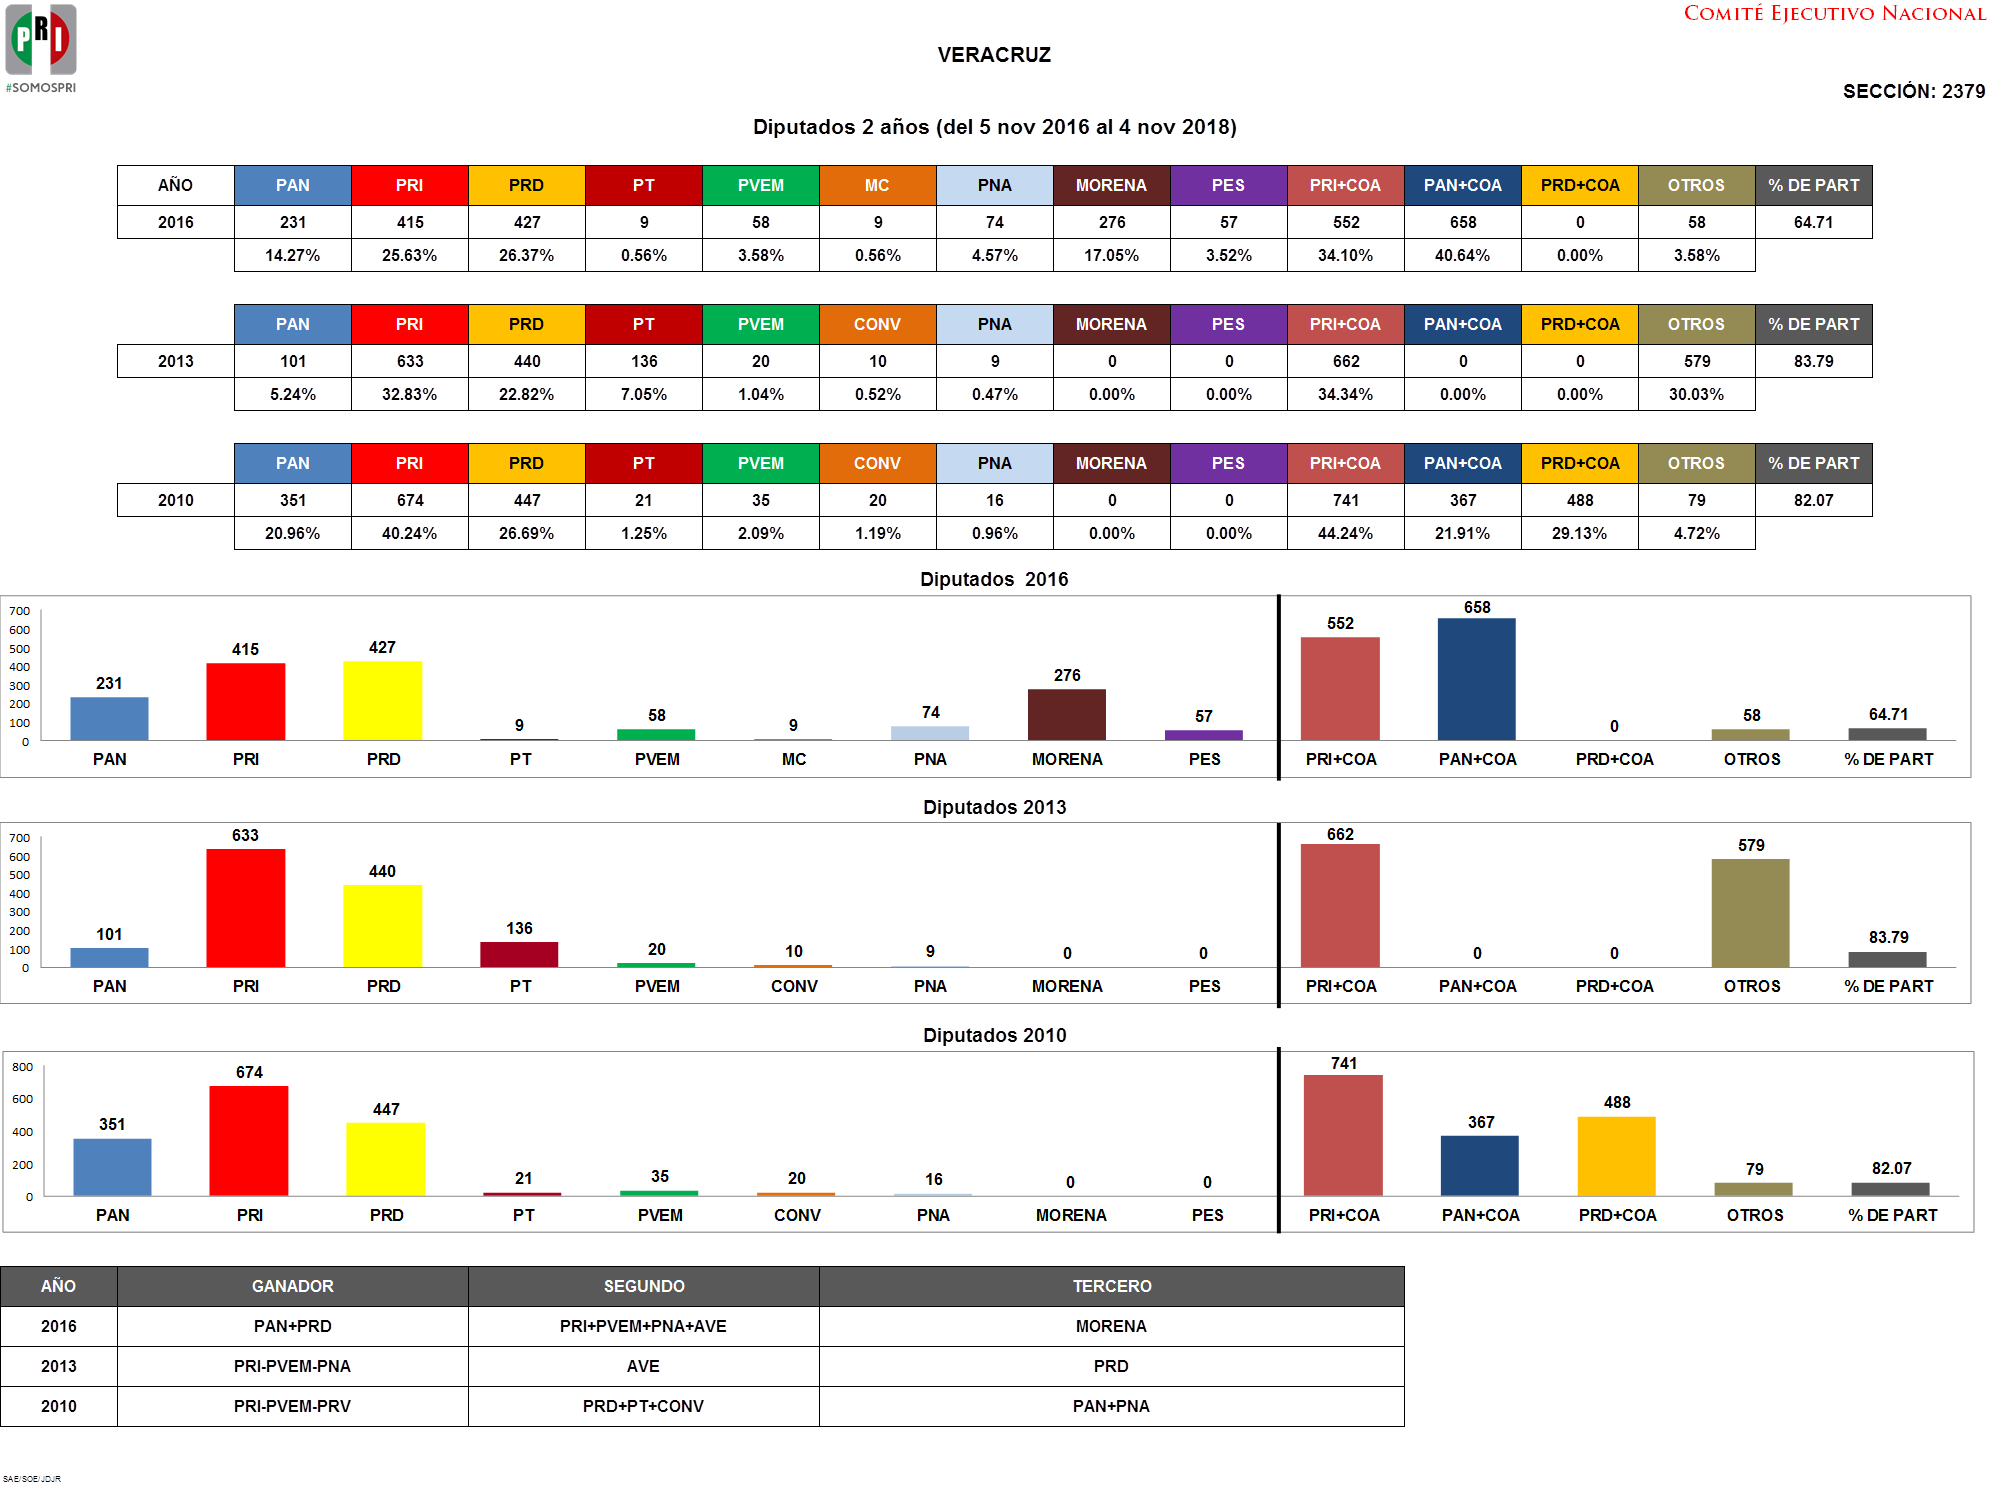 PRI
#SOMOSPRI
COMITÉ EJECUTIVO NACIONAL
VERACRUZ
SECCIÓN: 2379
Diputados 2 años (del 5 nov 2016 al 4 nov 2018)
AÑO PAN PRI PRD PT PVEM MC PNA MORENA PES PRI+COA PAN+COA PRD+COA OTROS % DE PART
2016 231 415 427 9 58 9 74 276 57 552 658 0 58 64.71
14.27% 25.63% 26.37% 0.56% 3.58% 0.56% 4.57% 17.05% 3.52% 34.10% 40.64% 0.00% 3.58%
PAN PRI PRD PT PVEM CONV PNA MORENA PES PRI+COA PAN+COA PRD+COA OTROS % DE PART
2013 101 633 440 136 20 10 9 0 0 662 0 0 579 83.79
5.24% 32.83% 22.82% 7.05% 1.04% 0.52% 0.47% 0.00% 0.00% 34.34% 0.00% 0.00% 30.03%
PAN PRI PRD PT PVEM CONV PNA MORENA PES PRI+COA PAN+COA PRD+COA OTROS % DE PART
2010 351 674 447 21 35 20 16 0 0 741 367 488 79 82.07
20.96% 40.24% 26.69% 1.25% 2.09% 1.19% 0.96% 0.00% 0.00% 44.24% 21.91% 29.13% 4.72%
Diputados 2016
700
600
500
400
300
200
100
0
231 415 427 9 58 9 74 276 57 552 658 0 58 64.71
PAN PRI PRD PT PVEM MC PNA MORENA PES PRI+COA PAN+COA PRD+COA OTROS % DE PART
Diputados 2013
700
600
500
400
300
200
100
0
101 633 440 136 20 10 9 0 0 662 0 0 579 83.79
PAN PRI PRD PT PVEM CONV PNA MORENA PES PRI+COA PAN+COA PRD+COA OTROS % DE PART
Diputados 2010
800
600
400
200
0
351 674 447 21 35 20 16 0 0 741 367 488 79 82.07
PAN PRI PRD PT PVEM CONV PNA MORENA PES PRI+COA PAN+COA PRD+COA OTROS % DE PART
AÑO GANADOR SEGUNDO TERCERO
2016 PAN+PRD PRI+PVEM+PNA+AVE MORENA
2013 PRI-PVEM-PNA AVE PRD
2010 PRI-PVEM-PRV PRD+PT+CONV PAN+PNA
SAE/SOE/JDJR